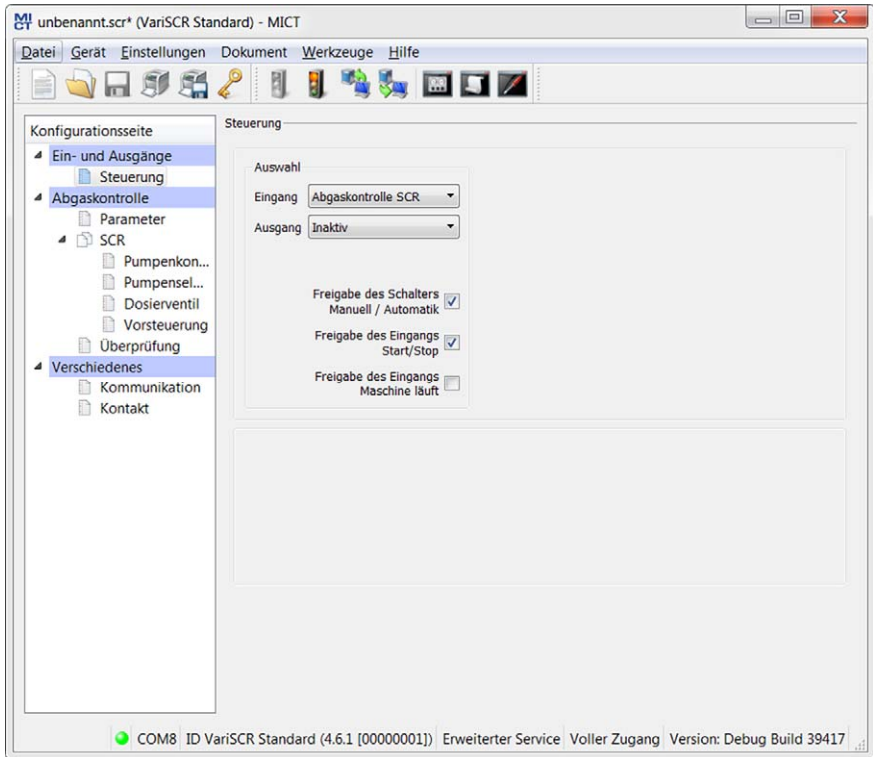 MICT unbenannt.scr* (VariSCR Standard) - MICT
Datei Gerät Einstellungen Dokument Werkzeuge Hilfe
Konfigurationsseite
Ein- und Ausgänge
Steuerung
Abgaskontrolle
Parameter
SCR
Pumpenkon...
Pumpensel...
Dosierventil
Vorsteuerung
Überprüfung
Verschiedenes
Kommunikation
Kontakt
Steuerung
Auswahl
Eingang Abgaskontrolle SCR
Ausgang Inaktiv
Freigabe des Schalters
Manuell / Automatik
Freigabe des Eingangs
Start/Stop
Freigabe des Eingangs
Maschine läuft
COM8 ID VariSCR Standard (4.6.1 [00000001]) Erweiterter Service Voller Zugang Version: Debug Build 39417